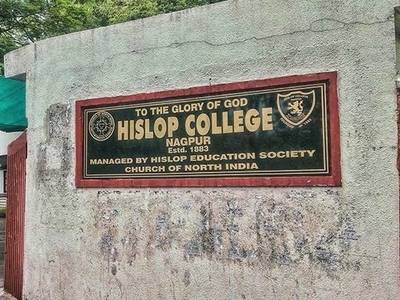 TO THE GLORY OF GOD
HISLOP COLLEGE
NAGPUR
Estd. 1883
MANAGED BY HISLOP EDUCATION SOCIETY
CHURCH OF NORTH INDIA